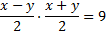 (x − y)/2 · (x + y)/2 = 9